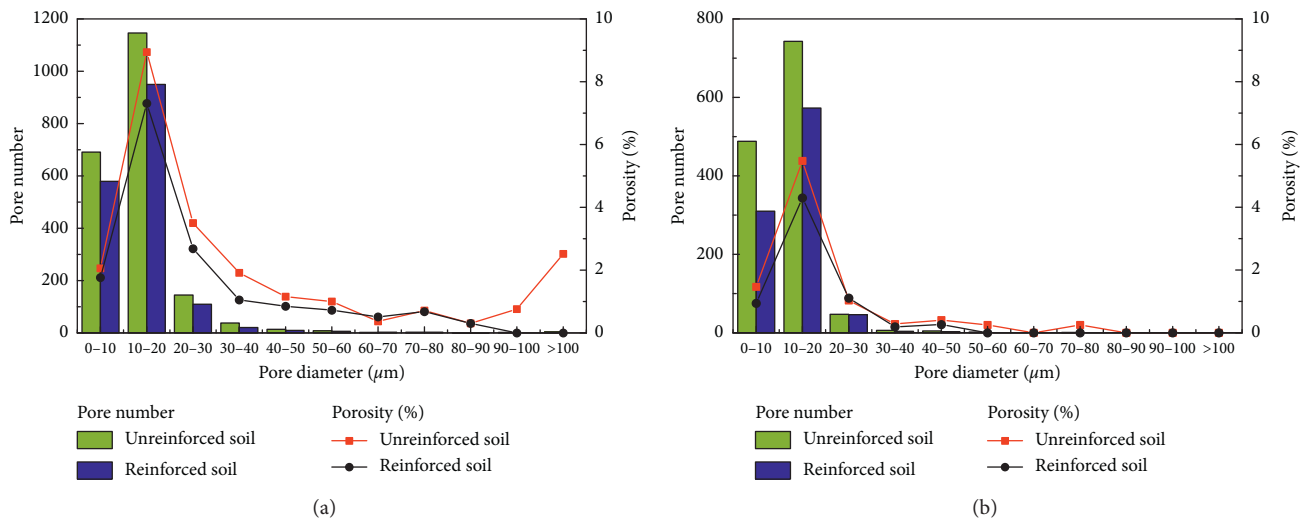 1200
1000
800
600
400
200
0
Pore number
10
8
6
4
2
0
Porosity (%)
0–10 10–20 20–30 30–40 40–50 50–60 60–70 70–80 80–90 90–100 >100
Pore diameter (μm)
Pore number
Unreinforced soil
Reinforced soil
Porosity (%)
Unreinforced soil
Reinforced soil
(a)
800
600
400
200
0
Pore number
10
8
6
4
2
0
Porosity (%)
0–10 10–20 20–30 30–40 40–50 50–60 60–70 70–80 80–90 90–100 >100
Pore diameter (μm)
Pore number
Unreinforced soil
Reinforced soil
Porosity (%)
Unreinforced soil
Reinforced soil
(b)